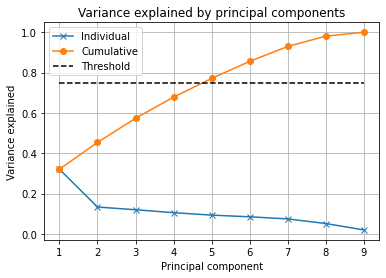 Variance explained by principal components
Individual
Cumulative
Threshold
Variance explained
1.0
0.8
0.6
0.4
0.2
0.0
1 2 3 4 5 6 7 8 9
Principal component